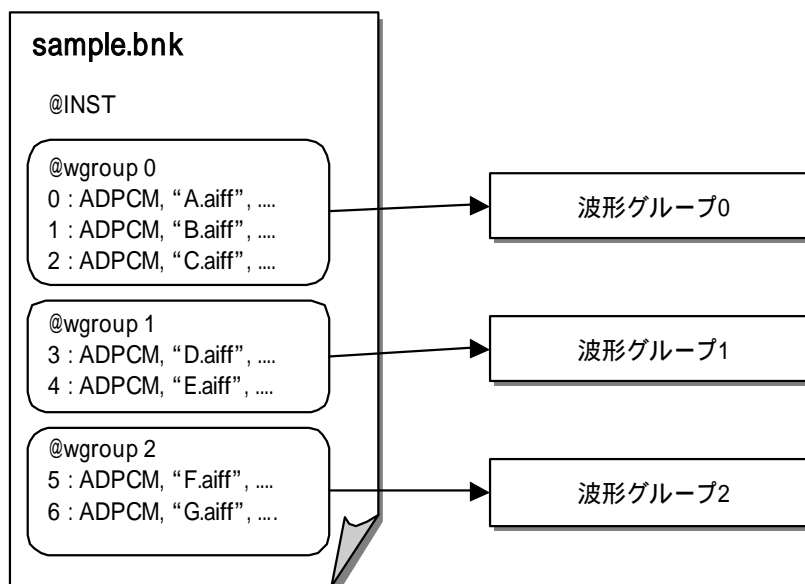 sample.bnk
@INST
@wgroup 0
0 : ADPCM, “A.aiff”, ....
1 : ADPCM, “B.aiff”, ....
2 : ADPCM, “C.aiff”, ....
波形グループ0
@wgroup 1
3 : ADPCM, “D.aiff”, ....
4 : ADPCM, “E.aiff”, ....
波形グループ1
@wgroup 2
5 : ADPCM, “F.aiff”, ....
6 : ADPCM, “G.aiff”, ....
波形グループ2